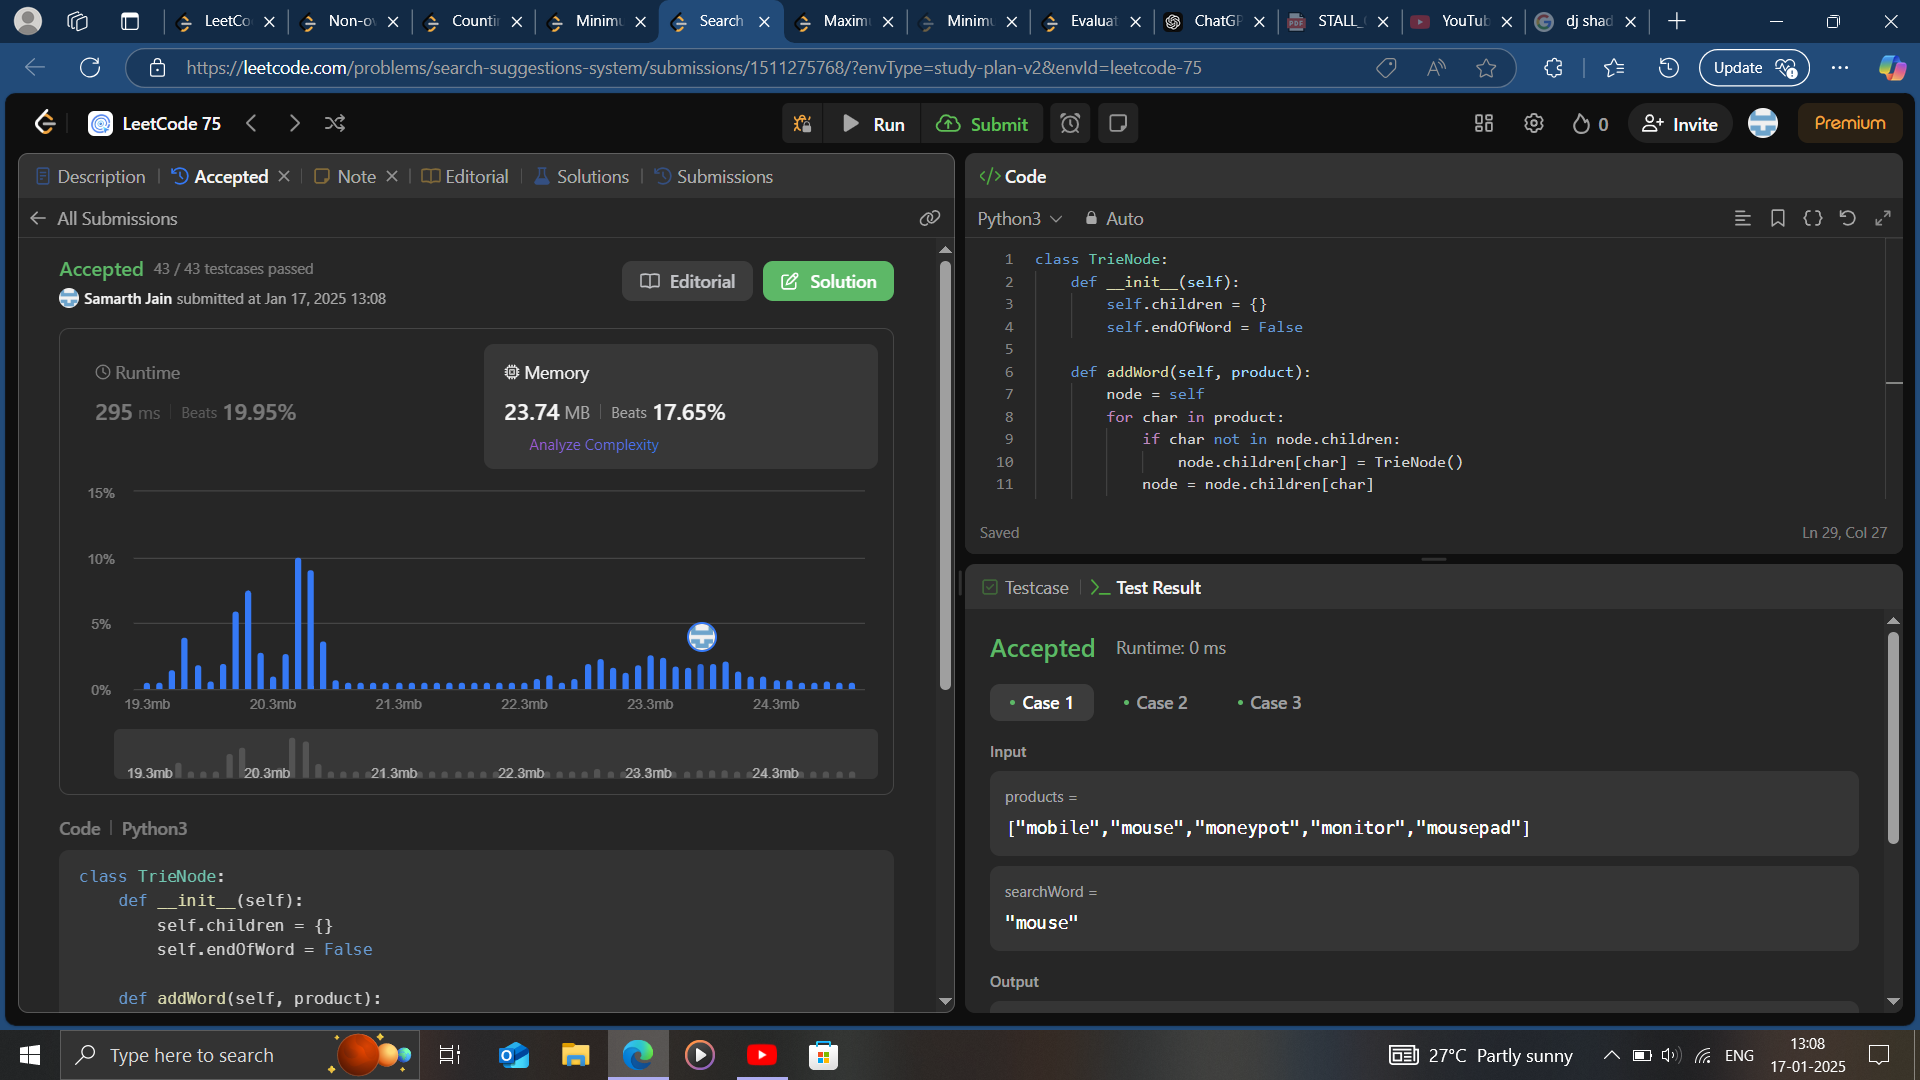 LeetCo
Non-ov
Countin
Minimu
Search
Maximu
Minimu
Evaluat
ChatGP
STALL_
YouTub
dj shad
https://leetcode.com/problems/search-suggestions-system/submissions/1511275768/?envType=study-plan-v2&envId=leetcode-75
Update
LeetCode 75
Run
Submit
0
Invite
Premium
Description
Accepted
Note
Editorial
Solutions
Submissions
All Submissions
Accepted 43 / 43 testcases passed
Samarth Jain submitted at Jan 17, 2025 13:08
Editorial
Solution
Runtime
295 ms
Beats 19.95%
Memory
23.74 MB
Beats 17.65%
Analyze Complexity
15%
10%
5%
0%
19.3mb 20.3mb 21.3mb 22.3mb 23.3mb 24.3mb
19.3mb 20.3mb 21.3mb 22.3mb 23.3mb 24.3mb
Code
Python3
class TrieNode:
def __init__(self):
self.children = {}
self.endOfWord = False
def addWord(self, product):
</> Code
Python3
Auto
1 class TrieNode:
2 def __init__(self):
3 self.children = {}
4 self.endOfWord = False
5
6 def addWord(self, product):
7 node = self
8 for char in product:
9 if char not in node.children:
10 node.children[char] = TrieNode()
11 node = node.children[char]
Saved
Ln 29, Col 27
Testcase
Test Result
Accepted
Runtime: 0 ms
Case 1
Case 2
Case 3
Input
products =
["mobile","mouse","moneypot","monitor","mousepad"]
searchWord =
"mouse"
Output
Type here to search
27°C Partly sunny
ENG
13:08
17-01-2025